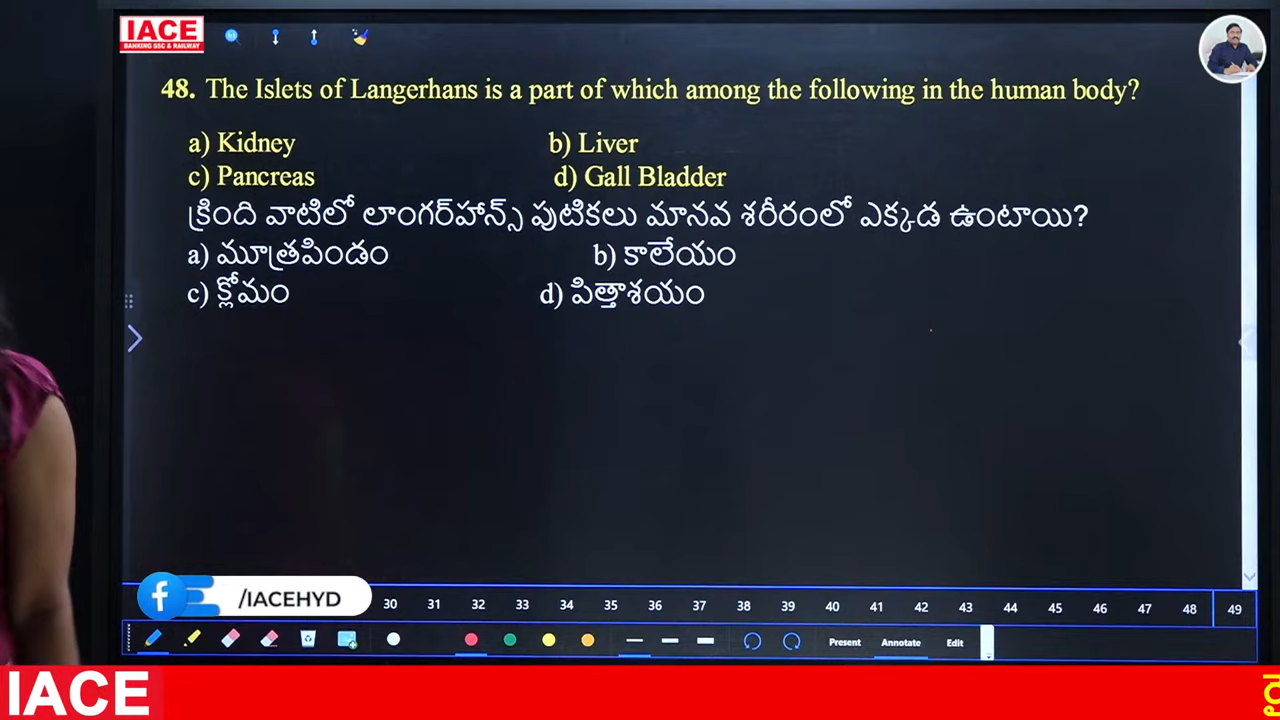 IACE
BANKING SSC & RAILWAY
48. The Islets of Langerhans is a part of which among the following in the human body?
a) Kidney b) Liver
c) Pancreas d) Gall Bladder
క్రింది వాటిలో లాంగర్‌హాన్స్ పుటికలు మానవ శరీరంలో ఎక్కడ ఉంటాయి?
a) మూత్రపిండం b) కాలేయం
c) క్లోమం d) పిత్తాశయం
/IACEHYD 30 31 32 33 34 35 36 37 38 39 40 41 42 43 44 45 46 47 48 49
Present Annotate Edit
IACE